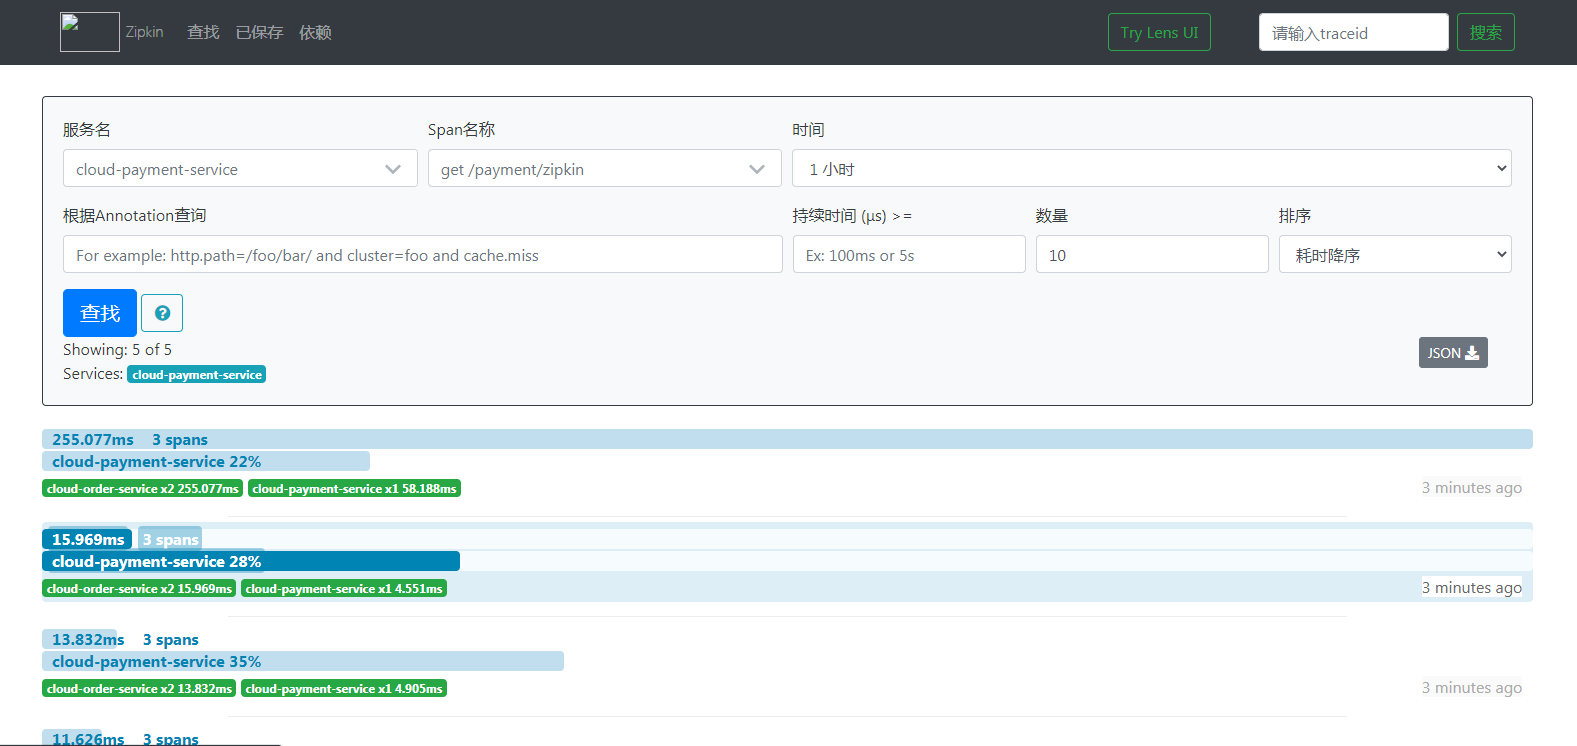 Zipkin 查找 已保存 依赖 Try Lens UI 请输入traceid 搜索
服务名 Span名称 时间
cloud-payment-service get /payment/zipkin 1 小时
根据Annotation查询 持续时间 (μs) >= 数量 排序
For example: http.path=/foo/bar/ and cluster=foo and cache.miss Ex: 100ms or 5s 10 耗时降序
查找
Showing: 5 of 5 JSON
Services: cloud-payment-service
255.077ms 3 spans
cloud-payment-service 22%
cloud-order-service x2 255.077ms cloud-payment-service x1 58.188ms 3 minutes ago
15.969ms 3 spans
cloud-payment-service 28%
cloud-order-service x2 15.969ms cloud-payment-service x1 4.551ms 3 minutes ago
13.832ms 3 spans
cloud-payment-service 35%
cloud-order-service x2 13.832ms cloud-payment-service x1 4.905ms 3 minutes ago
11.626ms 3 spans